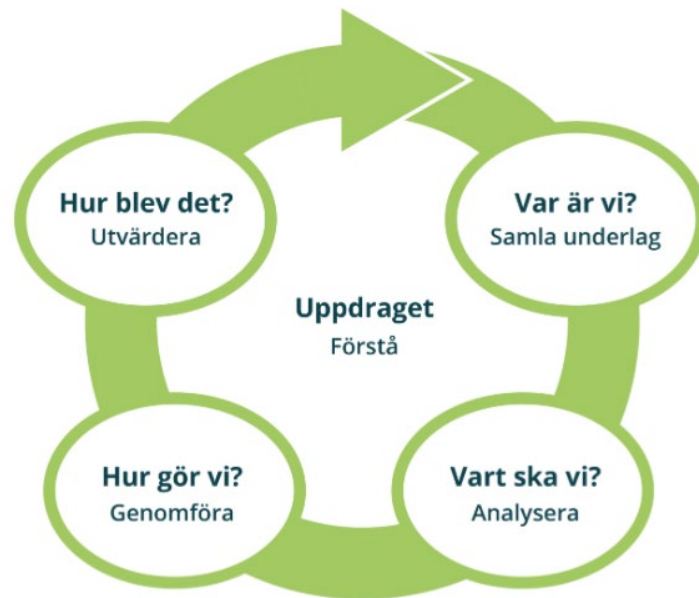 Hur blev det?
Utvärdera
Var är vi?
Samla underlag
Uppdraget
Förstå
Hur gör vi?
Genomföra
Vart ska vi?
Analysera